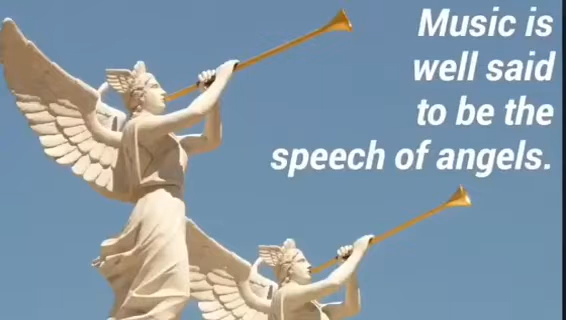 Music is
well said
to be the
speech of angels.